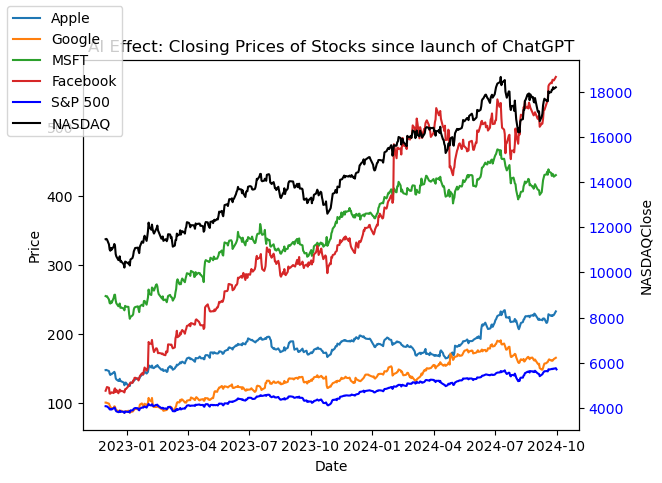 AI Effect: Closing Prices of Stocks since launch of ChatGPT
Apple
Google
MSFT
Facebook
S&P 500
NASDAQ
500
400
300
200
100
Price
18000
16000
14000
12000
10000
8000
6000
4000
NASDAQClose
2023-01 2023-04 2023-07 2023-10 2024-01 2024-04 2024-07 2024-10
Date